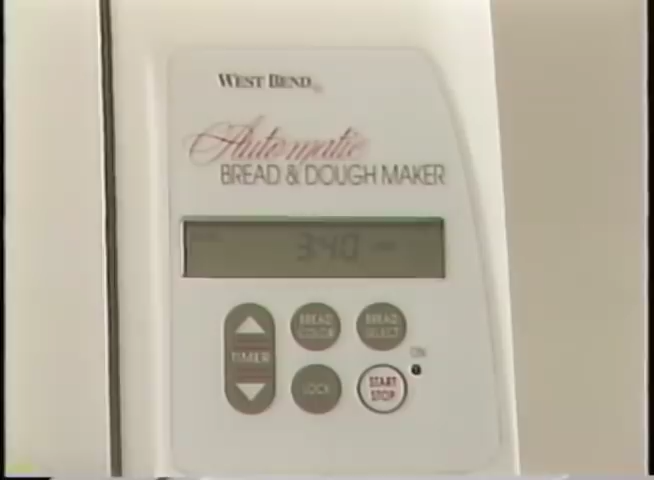 WEST BEND
Automatic
BREAD & DOUGH MAKER
3:40
BREAD COLOR
BREAD SELECT
TIMER
ON
LOCK
START STOP